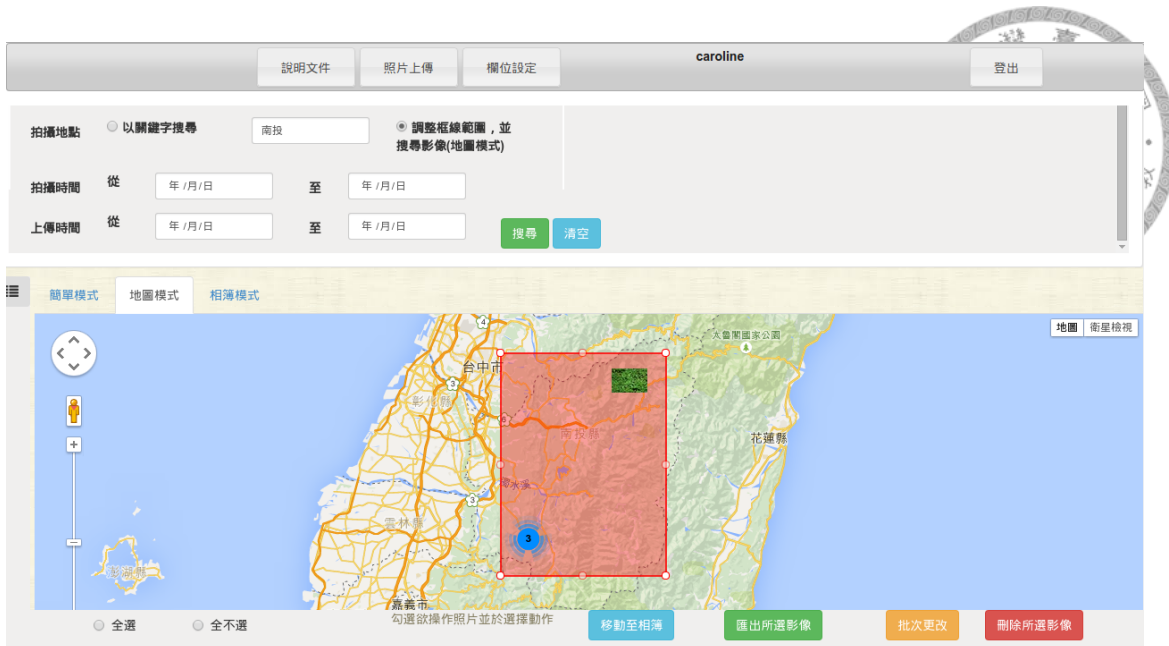 說明文件 照片上傳 欄位設定 caroline 登出
拍攝地點 以關鍵字搜尋 南投 調整框線範圍，並
搜尋影像(地圖模式)
拍攝時間 從 年 /月/日 至 年 /月/日
上傳時間 從 年 /月/日 至 年 /月/日 搜尋 清空
簡單模式 地圖模式 相簿模式
地圖 衛星檢視
4
太魯閣國家公園
台中市
3
彰化縣
南投縣
花蓮縣
濁水溪
3
雲林縣
3
澎湖縣
嘉義市
全選 全不選 勾選欲操作照片並於選擇動作 移動至相簿 匯出所選影像 批次更改 刪除所選影像